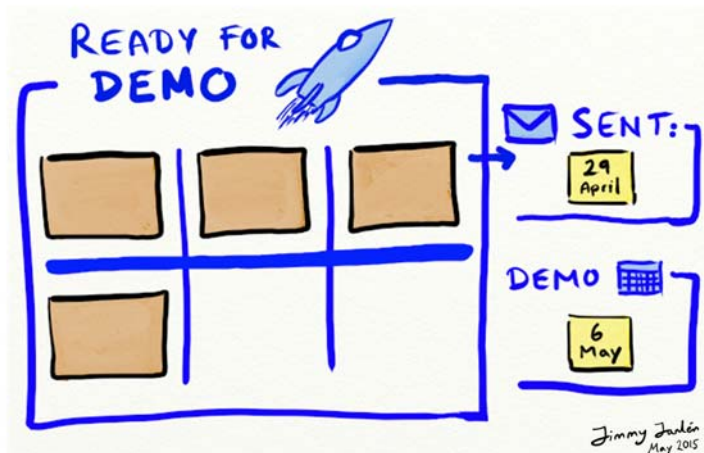 READY FOR
DEMO
SENT:
29
April
DEMO
6
May
Jimmy Janlén
May 2015